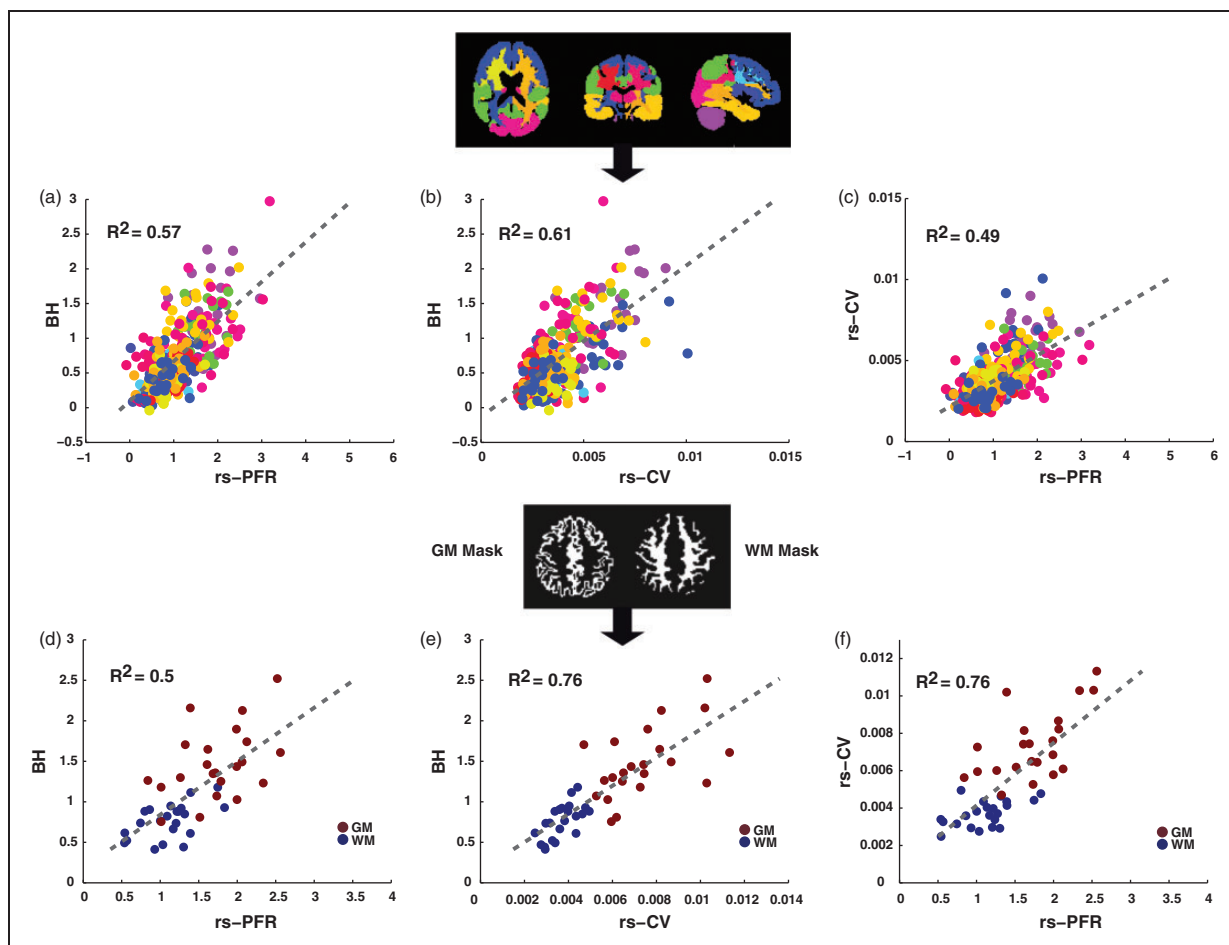 (a)
R² = 0.57
3
2.5
2
1.5
1
0.5
0
−0.5
BH
−1 0 1 2 3 4 5 6
rs−PFR
(b)
R² = 0.61
3
2.5
2
1.5
1
0.5
0
−0.5
BH
0 0.005 0.01 0.015
rs−CV
(c)
R² = 0.49
0.015
0.01
0.005
0
rs−CV
−1 0 1 2 3 4 5 6
rs−PFR
GM Mask
WM Mask
(d)
R² = 0.5
3
2.5
2
1.5
1
0.5
0
BH
GM
WM
0 0.5 1 1.5 2 2.5 3 3.5 4
rs−PFR
(e)
R² = 0.76
3
2.5
2
1.5
1
0.5
0
BH
GM
WM
0 0.002 0.004 0.006 0.008 0.01 0.012 0.014
rs−CV
(f)
R² = 0.76
0.012
0.01
0.008
0.006
0.004
0.002
0
rs−CV
GM
WM
0 0.5 1 1.5 2 2.5 3 3.5 4
rs−PFR